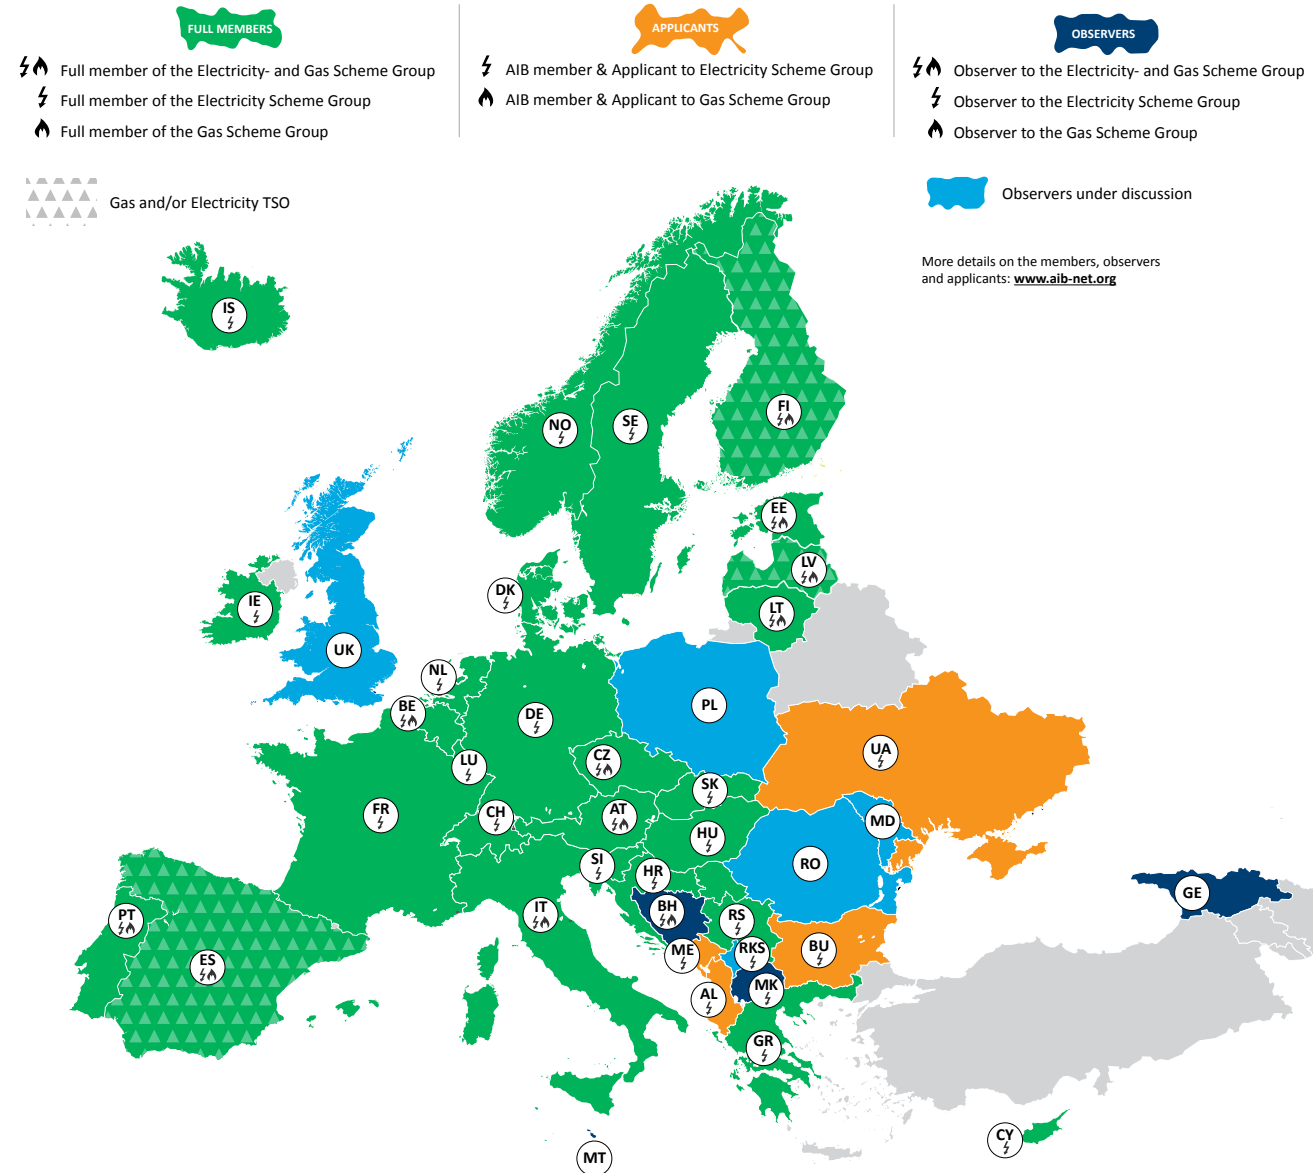 FULL MEMBERS
Full member of the Electricity- and Gas Scheme Group
Full member of the Electricity Scheme Group
Full member of the Gas Scheme Group
APPLICANTS
AIB member & Applicant to Electricity Scheme Group
AIB member & Applicant to Gas Scheme Group
OBSERVERS
Observer to the Electricity- and Gas Scheme Group
Observer to the Electricity Scheme Group
Observer to the Gas Scheme Group
Gas and/or Electricity TSO
Observers under discussion
More details on the members, observers
and applicants: www.aib-net.org
IS
FI
NO
SE
EE
LV
DK
IE
LT
UK
NL
BE
PL
DE
UA
LU
CZ
SK
FR
CH
AT
MD
HU
SI
RO
HR
GE
BH
IT
PT
RS
ME
RKS
BU
ES
MK
AL
GR
CY
MT